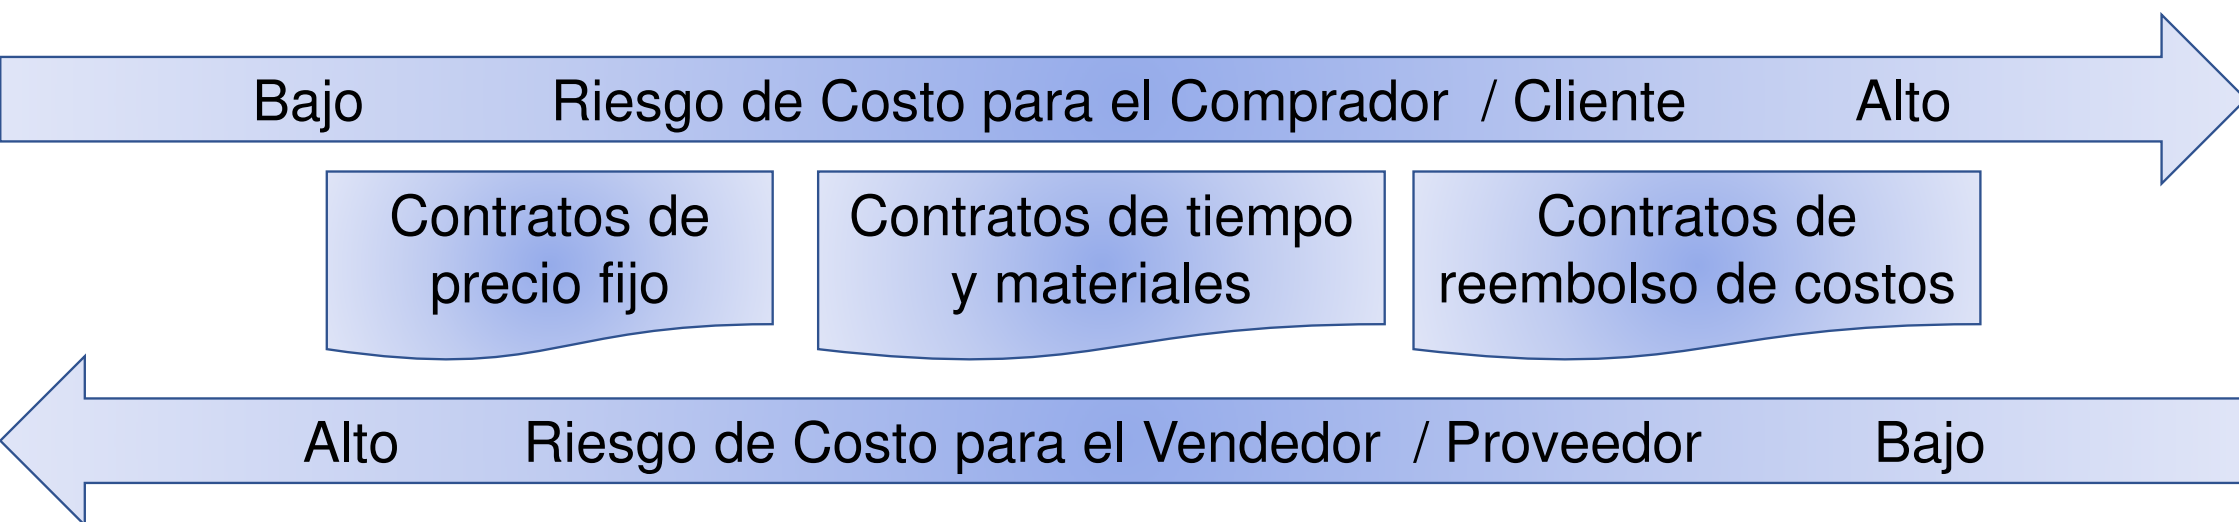 Bajo Riesgo de Costo para el Comprador / Cliente Alto
Contratos de
precio fijo
Contratos de tiempo
y materiales
Contratos de
reembolso de costos
Alto Riesgo de Costo para el Vendedor / Proveedor Bajo